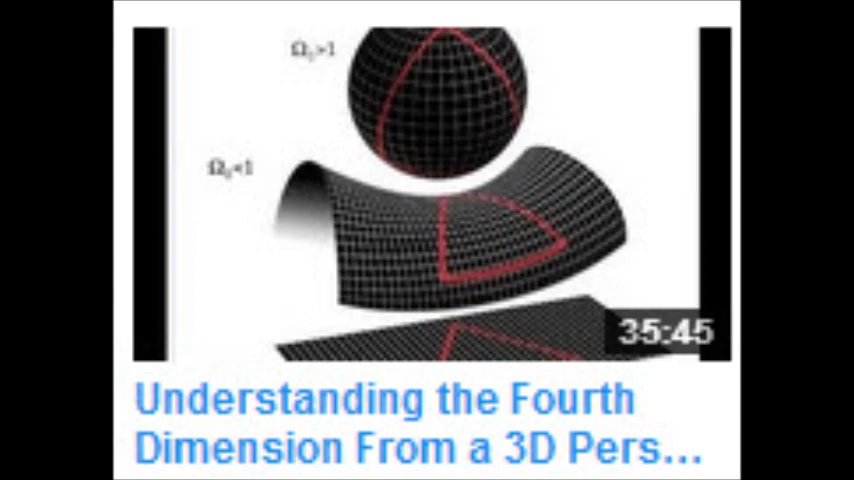 Ω₀>1
Ω₀<1
35:45
Understanding the Fourth
Dimension From a 3D Pers...